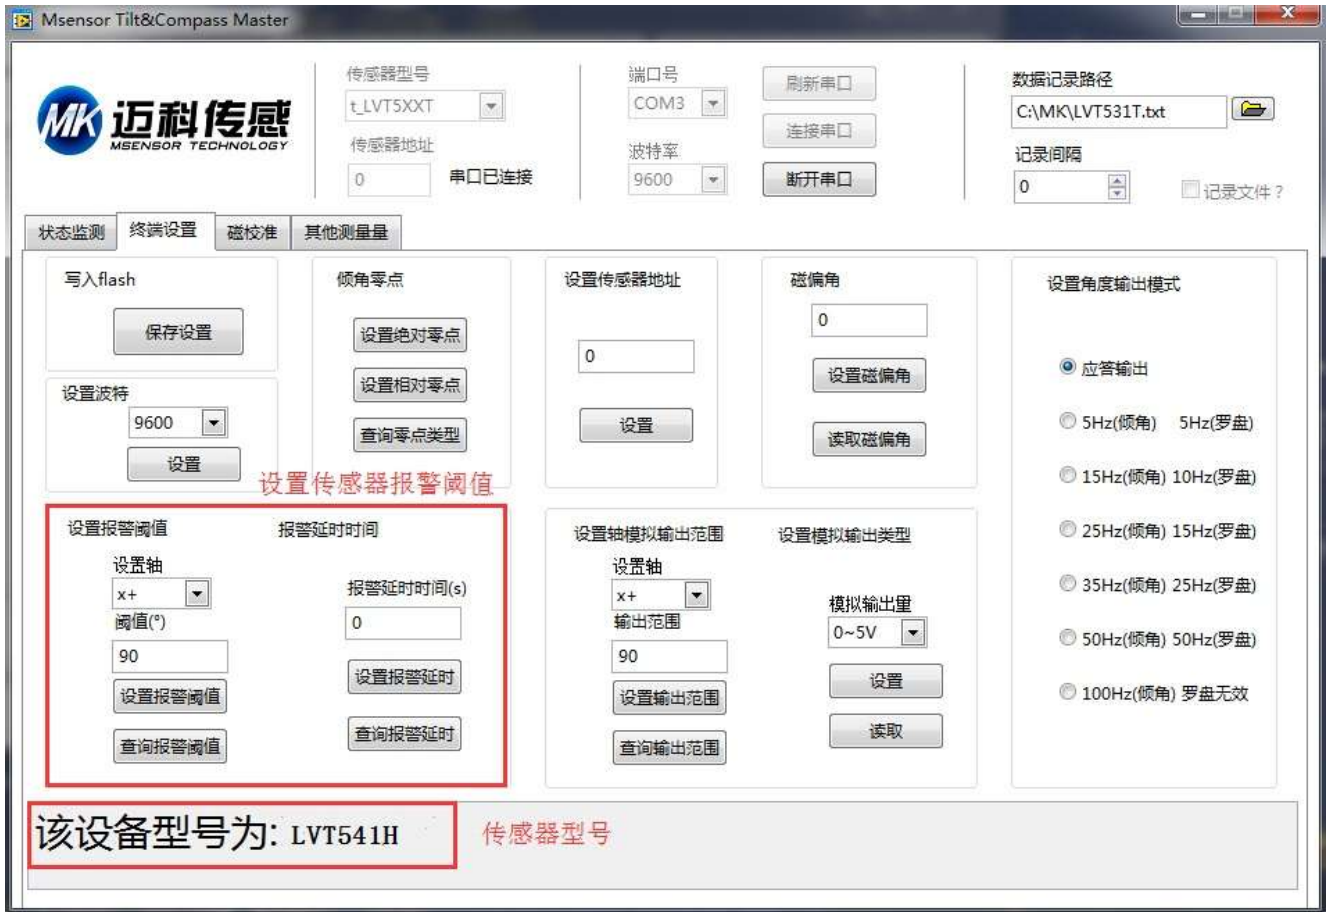 Msensor Tilt&Compass Master
MK 迈科传感
MSENSOR TECHNOLOGY
传感器型号
t_LVT5XXT
传感器地址
0
串口已连接
端口号
COM3
波特率
9600
刷新串口
连接串口
断开串口
数据记录路径
C:\MK\LVT531T.txt
记录间隔
0
记录文件?
状态监测 终端设置 磁校准 其他测量量
写入flash
保存设置
设置波特
9600
设置
倾角零点
设置绝对零点
设置相对零点
查询零点类型
设置传感器地址
0
设置
磁偏角
0
设置磁偏角
读取磁偏角
设置角度输出模式
应答输出
5Hz(倾角) 5Hz(罗盘)
15Hz(倾角) 10Hz(罗盘)
25Hz(倾角) 15Hz(罗盘)
35Hz(倾角) 25Hz(罗盘)
50Hz(倾角) 50Hz(罗盘)
100Hz(倾角) 罗盘无效
设置传感器报警阈值
设置报警阈值
设置轴
x+
阈值(°)
90
设置报警阈值
查询报警阈值
报警延时时间
报警延时时间(s)
0
设置报警延时
查询报警延时
设置轴模拟输出范围
设置轴
x+
输出范围
90
设置输出范围
查询输出范围
设置模拟输出类型
模拟输出量
0~5V
设置
读取
该设备型号为: LVT541H
传感器型号